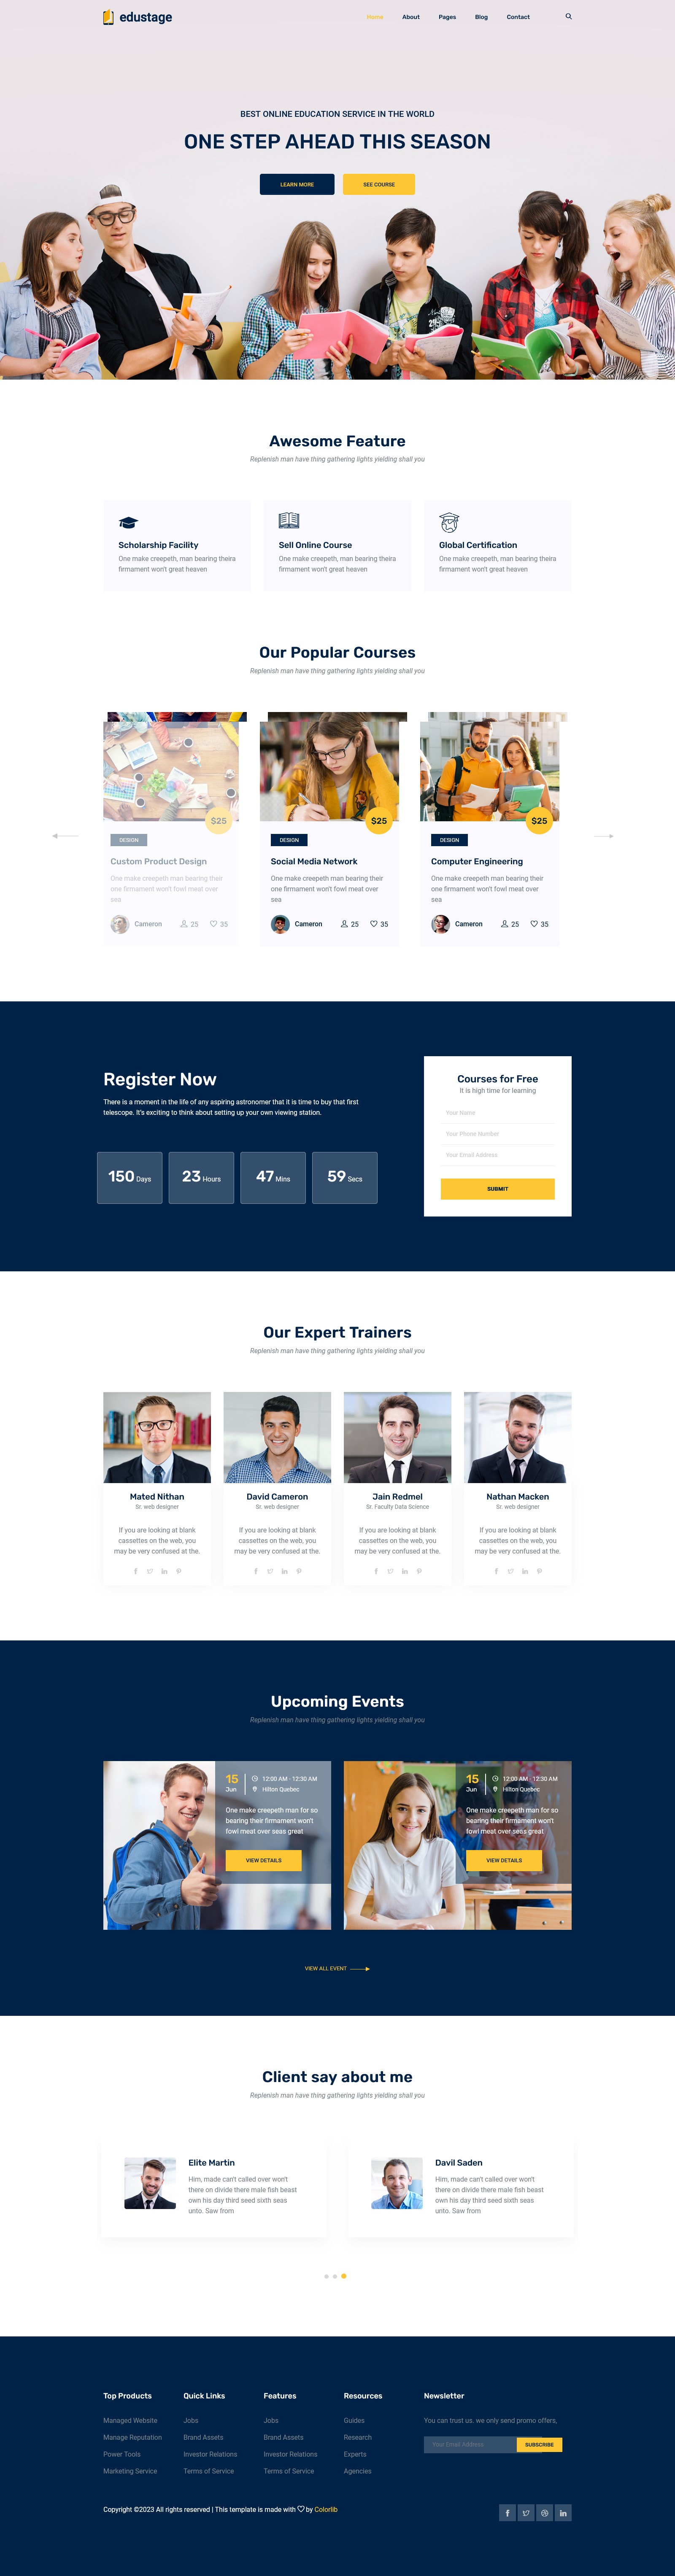 edustage
Home About Pages Blog Contact
BEST ONLINE EDUCATION SERVICE IN THE WORLD
ONE STEP AHEAD THIS SEASON
LEARN MORE SEE COURSE
Awesome Feature
Replenish man have thing gathering lights yielding shall you
Scholarship Facility
One make creepeth, man bearing theira
firmament won't great heaven
Sell Online Course
One make creepeth, man bearing theira
firmament won't great heaven
Global Certification
One make creepeth, man bearing theira
firmament won't great heaven
Our Popular Courses
Replenish man have thing gathering lights yielding shall you
$25
DESIGN
Custom Product Design
One make creepeth man bearing their
one firmament won't fowl meat over
sea
Cameron 25 35
$25
DESIGN
Social Media Network
One make creepeth man bearing their
one firmament won't fowl meat over
sea
Cameron 25 35
$25
DESIGN
Computer Engineering
One make creepeth man bearing their
one firmament won't fowl meat over
sea
Cameron 25 35
Register Now
There is a moment in the life of any aspiring astronomer that it is time to buy that first
telescope. It's exciting to think about setting up your own viewing station.
150 Days 23 Hours 47 Mins 59 Secs
Courses for Free
It is high time for learning
Your Name
Your Phone Number
Your Email Address
SUBMIT
Our Expert Trainers
Replenish man have thing gathering lights yielding shall you
Mated Nithan
Sr. web designer
If you are looking at blank
cassettes on the web, you
may be very confused at the.
David Cameron
Sr. web designer
If you are looking at blank
cassettes on the web, you
may be very confused at the.
Jain Redmel
Sr. Faculty Data Science
If you are looking at blank
cassettes on the web, you
may be very confused at the.
Nathan Macken
Sr. web designer
If you are looking at blank
cassettes on the web, you
may be very confused at the.
Upcoming Events
Replenish man have thing gathering lights yielding shall you
15
Jun
12:00 AM - 12:30 AM
Hilton Quebec
One make creepeth man for so
bearing their firmament won't
fowl meat over seas great
VIEW DETAILS
15
Jun
12:00 AM - 12:30 AM
Hilton Quebec
One make creepeth man for so
bearing their firmament won't
fowl meat over seas great
VIEW DETAILS
VIEW ALL EVENT
Client say about me
Replenish man have thing gathering lights yielding shall you
Elite Martin
Him, made can't called over won't
there on divide there male fish beast
own his day third seed sixth seas
unto. Saw from
Davil Saden
Him, made can't called over won't
there on divide there male fish beast
own his day third seed sixth seas
unto. Saw from
Top Products
Managed Website
Manage Reputation
Power Tools
Marketing Service
Quick Links
Jobs
Brand Assets
Investor Relations
Terms of Service
Features
Jobs
Brand Assets
Investor Relations
Terms of Service
Resources
Guides
Research
Experts
Agencies
Newsletter
You can trust us. we only send promo offers,
Your Email Address SUBSCRIBE
Copyright ©2023 All rights reserved | This template is made with ♡ by Colorlib